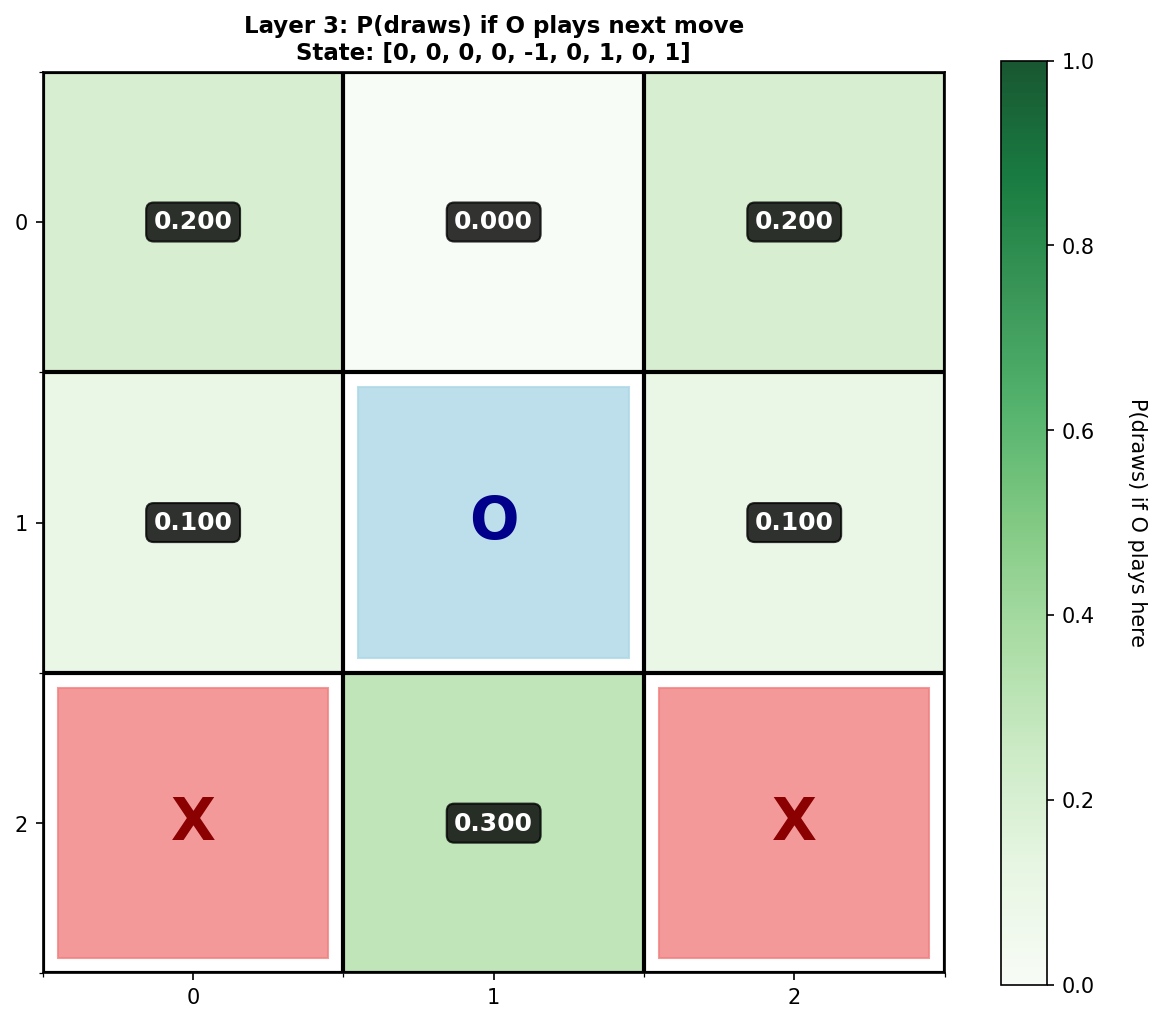 Layer 3: P(draws) if O plays next move
State: [0, 0, 0, 0, -1, 0, 1, 0, 1]
0.200 0.000 0.200
0.100 O 0.100
X 0.300 X
0
1
2
0 1 2
1.0
0.8
0.6
0.4
0.2
0.0
P(draws) if O plays here